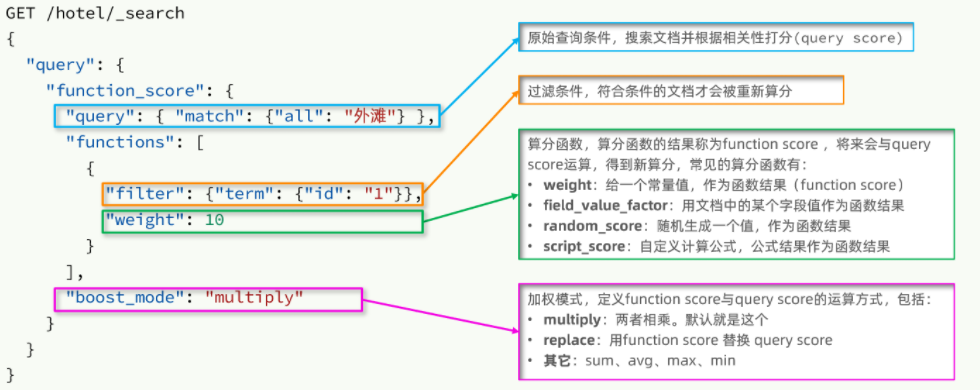 GET /hotel/_search
{
"query": {
"function_score": {
"query": { "match": {"all": "外滩"} },
"functions": [
{
"filter": {"term": {"id": "1"}},
"weight": 10
}
],
"boost_mode": "multiply"
}
}
}
原始查询条件，搜索文档并根据相关性打分(query score)
过滤条件，符合条件的文档才会被重新算分
算分函数，算分函数的结果称为function score ，将来会与query
score运算，得到新算分，常见的算分函数有：
• weight：给一个常量值，作为函数结果（function score）
• field_value_factor：用文档中的某个字段值作为函数结果
• random_score：随机生成一个值，作为函数结果
• script_score：自定义计算公式，公式结果作为函数结果
加权模式，定义function score与query score的运算方式，包括：
• multiply：两者相乘。默认就是这个
• replace：用function score 替换 query score
• 其它：sum、avg、max、min